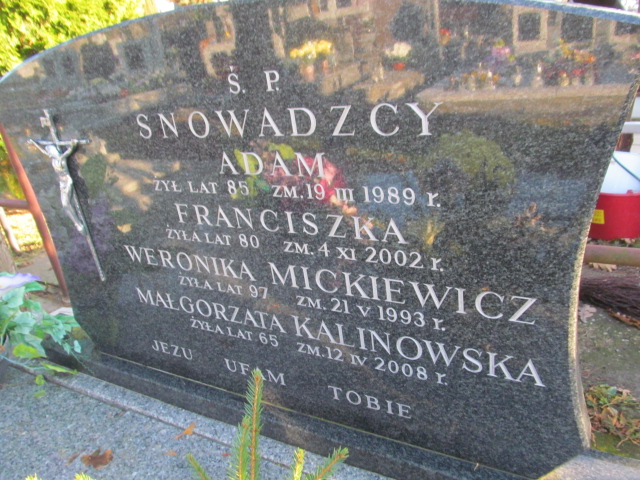 Ś. P.
SNOWADZCY
ADAM
ŻYŁ LAT 85 ZM. 19 III 1989 r.
FRANCISZKA
ŻYŁA LAT 80 ZM. 4 XI 2002 r.
WERONIKA MICKIEWICZ
ŻYŁA LAT 97 ZM. 21 V 1993 r.
MAŁGORZATA KALINOWSKA
ŻYŁA LAT 65 ZM. 12 IV 2008 r.
JEZU UFAM TOBIE